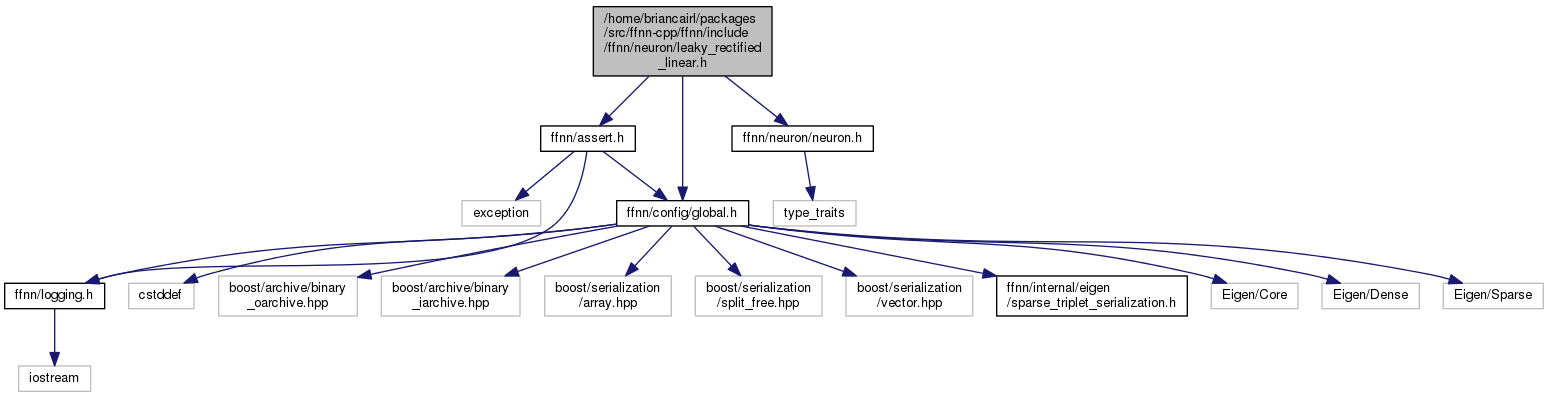 /home/briancairl/packages
/src/ffnn-cpp/ffnn/include
/ffnn/neuron/leaky_rectified
_linear.h
ffnn/assert.h
ffnn/neuron/neuron.h
exception
ffnn/config/global.h
type_traits
ffnn/logging.h
cstddef
boost/archive/binary
_oarchive.hpp
boost/archive/binary
_iarchive.hpp
boost/serialization
/array.hpp
boost/serialization
/split_free.hpp
boost/serialization
/vector.hpp
ffnn/internal/eigen
/sparse_triplet_serialization.h
Eigen/Core
Eigen/Dense
Eigen/Sparse
iostream